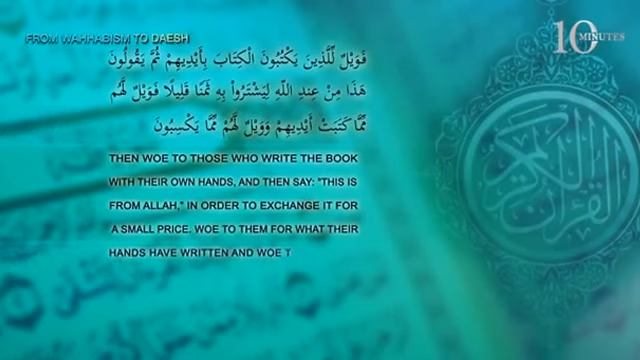 FROM WAHHABISM TO DAESH
10 MINUTES
فَوَيْلٌ لِّلَّذِينَ يَكْتُبُونَ الْكِتَابَ بِأَيْدِيهِمْ ثُمَّ يَقُولُونَ
هَذَا مِنْ عِندِ اللّهِ لِيَشْتَرُواْ بِهِ ثَمَنًا قَلِيلًا فَوَيْلٌ لَّهُم
مِّمَّا كَتَبَتْ أَيْدِيهِمْ وَوَيْلٌ لَّهُمْ مِّمَّا يَكْسِبُونَ
THEN WOE TO THOSE WHO WRITE THE BOOK
WITH THEIR OWN HANDS, AND THEN SAY: "THIS IS
FROM ALLAH," IN ORDER TO EXCHANGE IT FOR
A SMALL PRICE. WOE TO THEM FOR WHAT THEIR
HANDS HAVE WRITTEN AND WOE T
القرآن الكريم